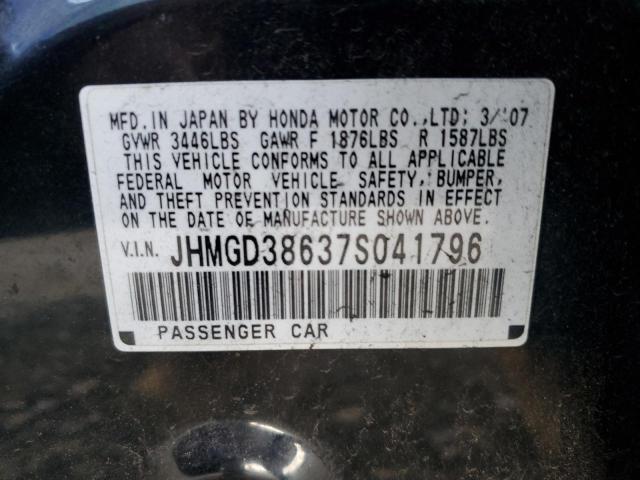 MFD. IN JAPAN BY HONDA MOTOR CO.,LTD: 3/'07
GVWR 3446LBS GAWR F 1876LBS R 1587LBS
THIS VEHICLE CONFORMS TO ALL APPLICABLE
FEDERAL MOTOR VEHICLE SAFETY, BUMPER,
AND THEFT PREVENTION STANDARDS IN EFFECT
ON THE DATE OF MANUFACTURE SHOWN ABOVE.
V.I.N. JHMGD38637S041796
PASSENGER CAR